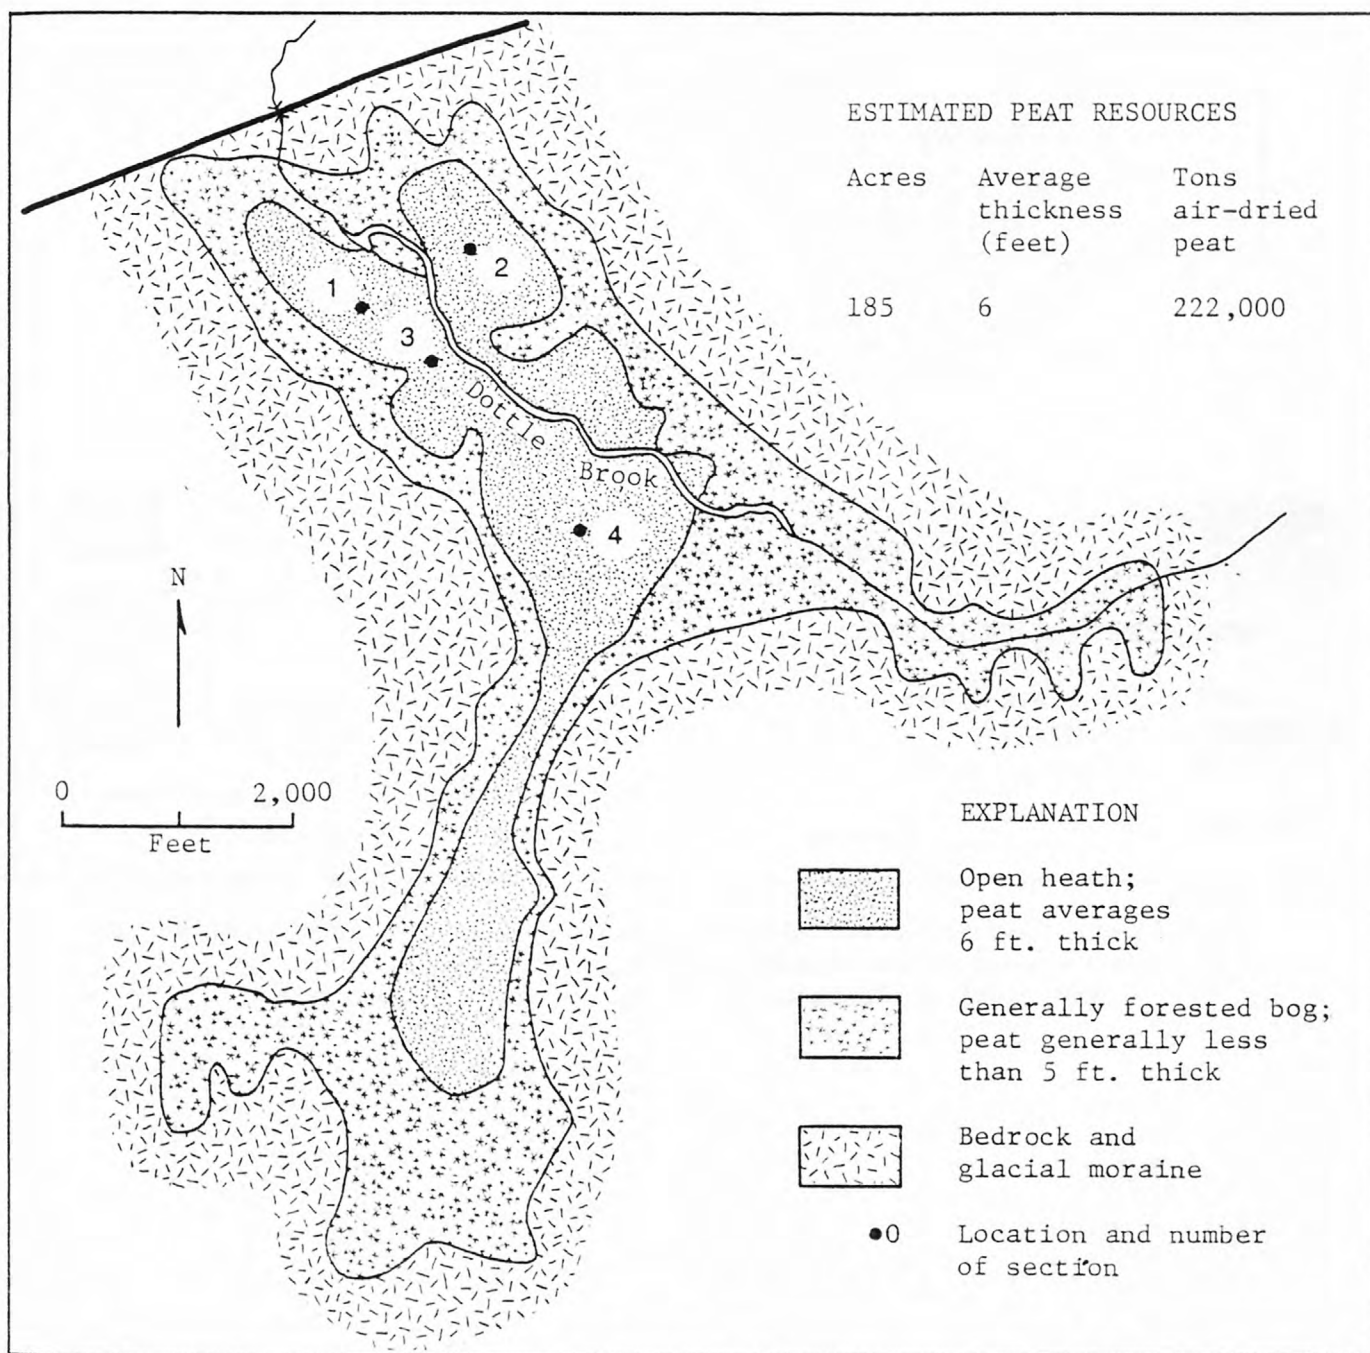 ESTIMATED PEAT RESOURCES
Acres
Average
thickness
(feet)
Tons
air-dried
peat
185
6
222,000
1
2
3
Dottle
Brook
4
N
0
2,000
Feet
EXPLANATION
Open heath;
peat averages
6 ft. thick
Generally forested bog;
peat generally less
than 5 ft. thick
Bedrock and
glacial moraine
0
Location and number
of section